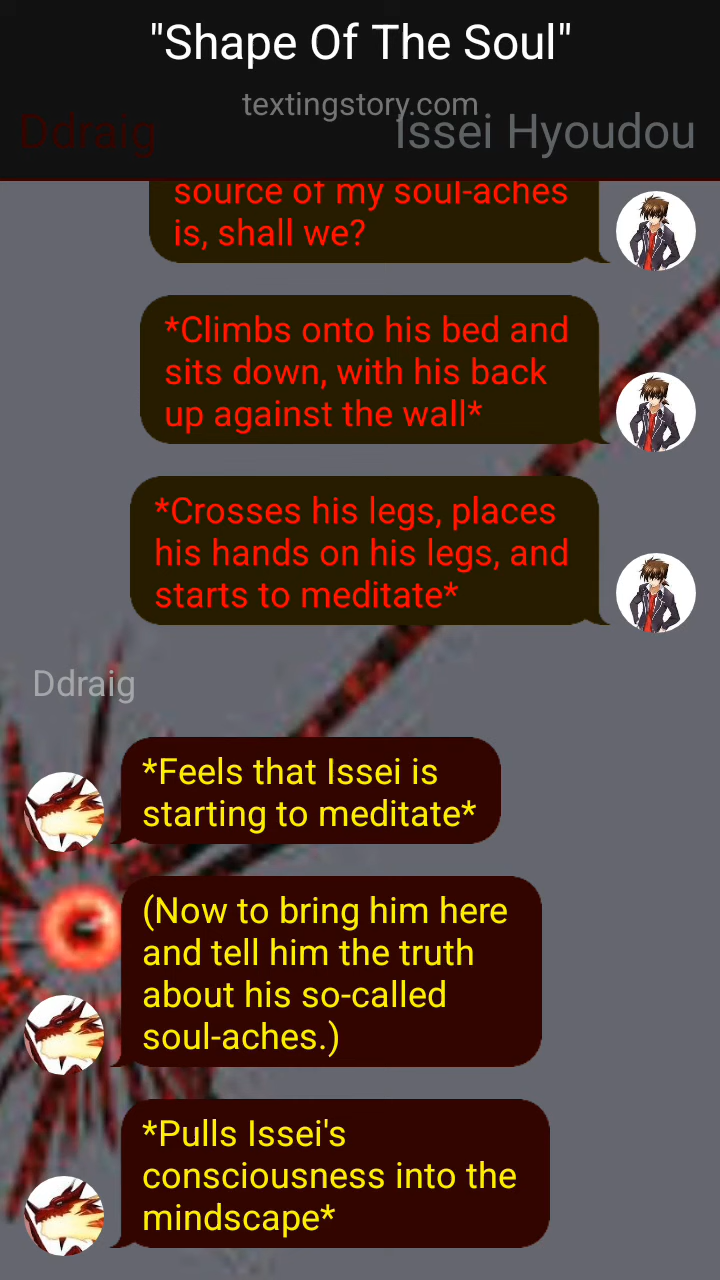 "Shape Of The Soul"
textingstory.com
Ddraig
Issei Hyoudou
source of my soul-aches
is, shall we?
*Climbs onto his bed and
sits down, with his back
up against the wall*
*Crosses his legs, places
his hands on his legs, and
starts to meditate*
Ddraig
*Feels that Issei is
starting to meditate*
(Now to bring him here
and tell him the truth
about his so-called
soul-aches.)
*Pulls Issei's
consciousness into the
mindscape*